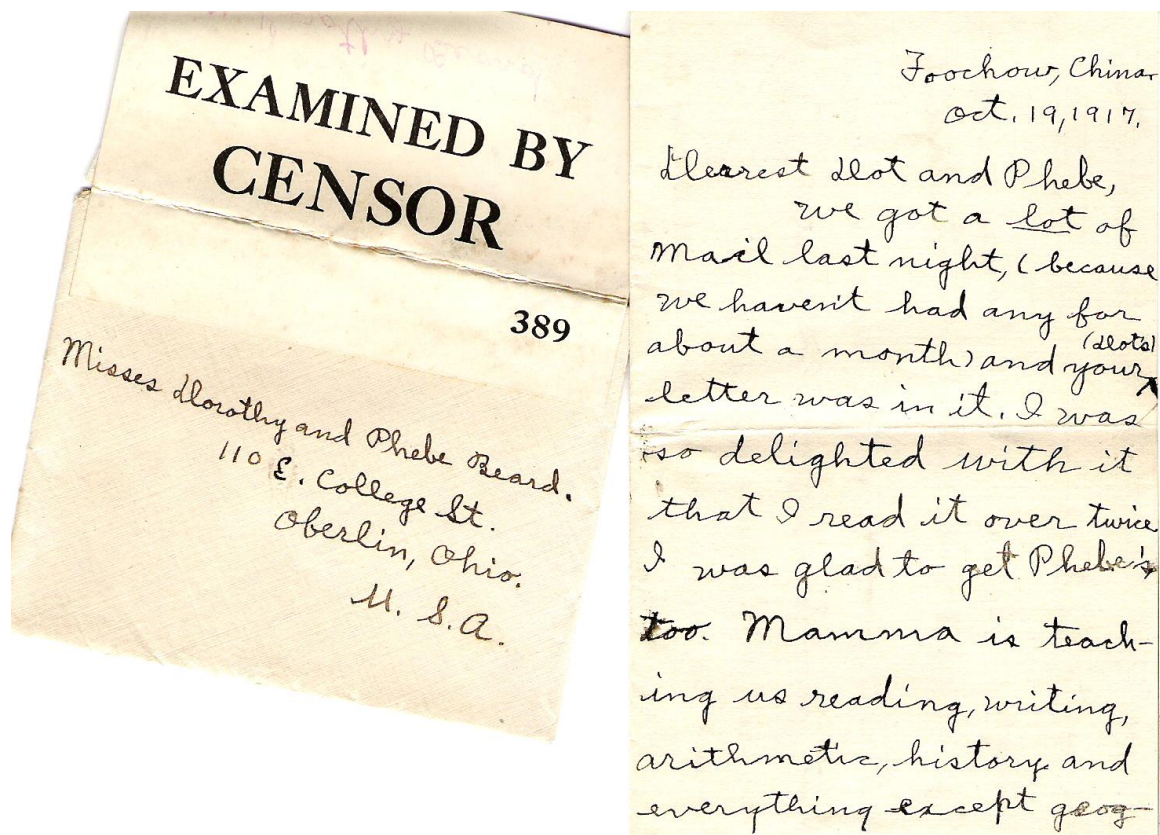 EXAMINED BY
CENSOR
389
Misses Dorothy and Phebe Beard.
110 E. College St.
Oberlin, Ohio.
U. S. A.
Foochow, China.
Oct. 19, 1917.
Dearest Dot and Phebe,
We got a lot of
mail last night, (because
we haven't had any for
about a month) and your (Dot's)
letter was in it. I was
so delighted with it
that I read it over twice
I was glad to get Phebe's,
too. Mamma is teach-
ing us reading, writing,
arithmetic, history and
everything except geog-